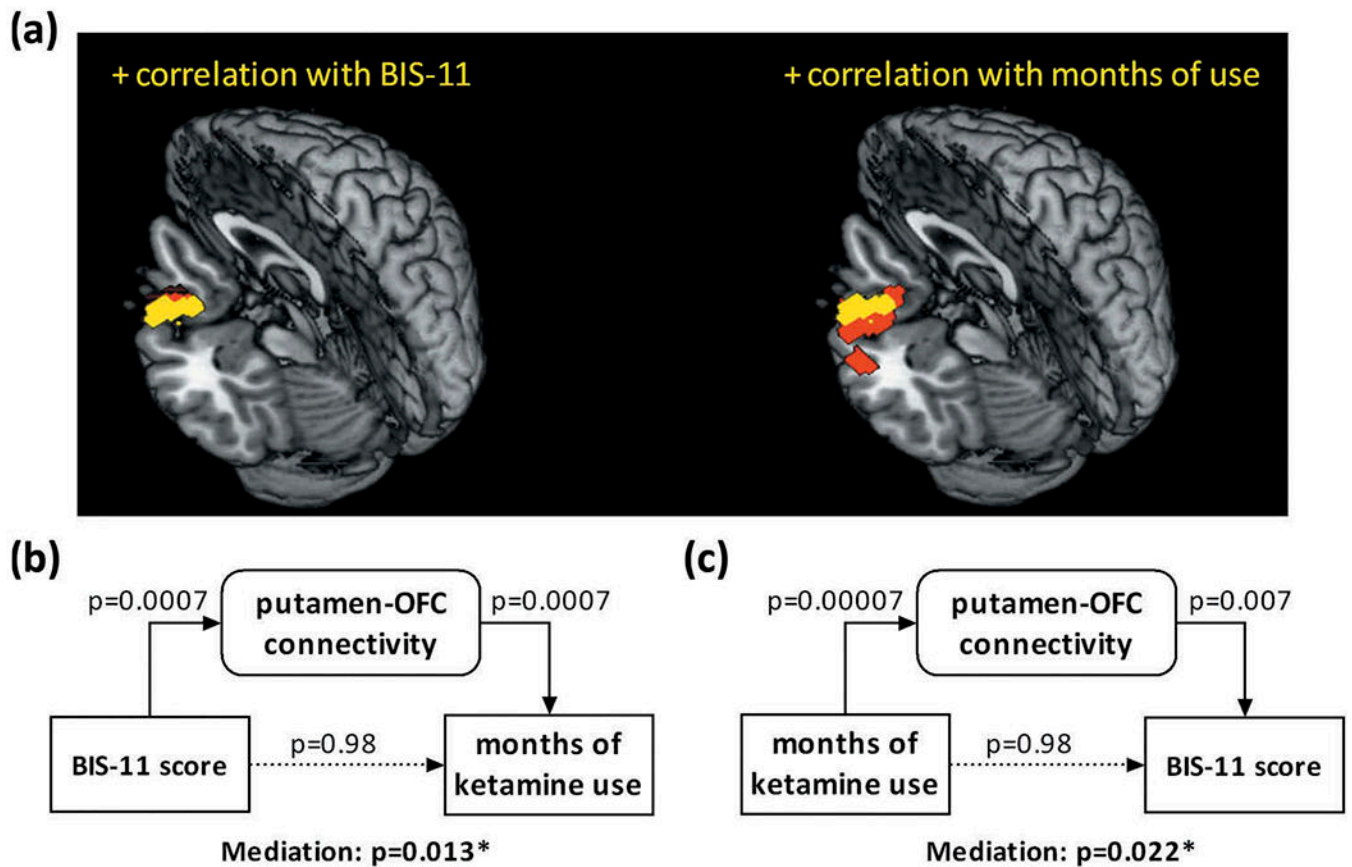 (a)
+ correlation with BIS-11
+ correlation with months of use
(b)
p=0.0007
putamen-OFC
connectivity
p=0.0007
BIS-11 score
p=0.98
months of
ketamine use
Mediation: p=0.013*
(c)
p=0.00007
putamen-OFC
connectivity
p=0.007
months of
ketamine use
p=0.98
BIS-11 score
Mediation: p=0.022*